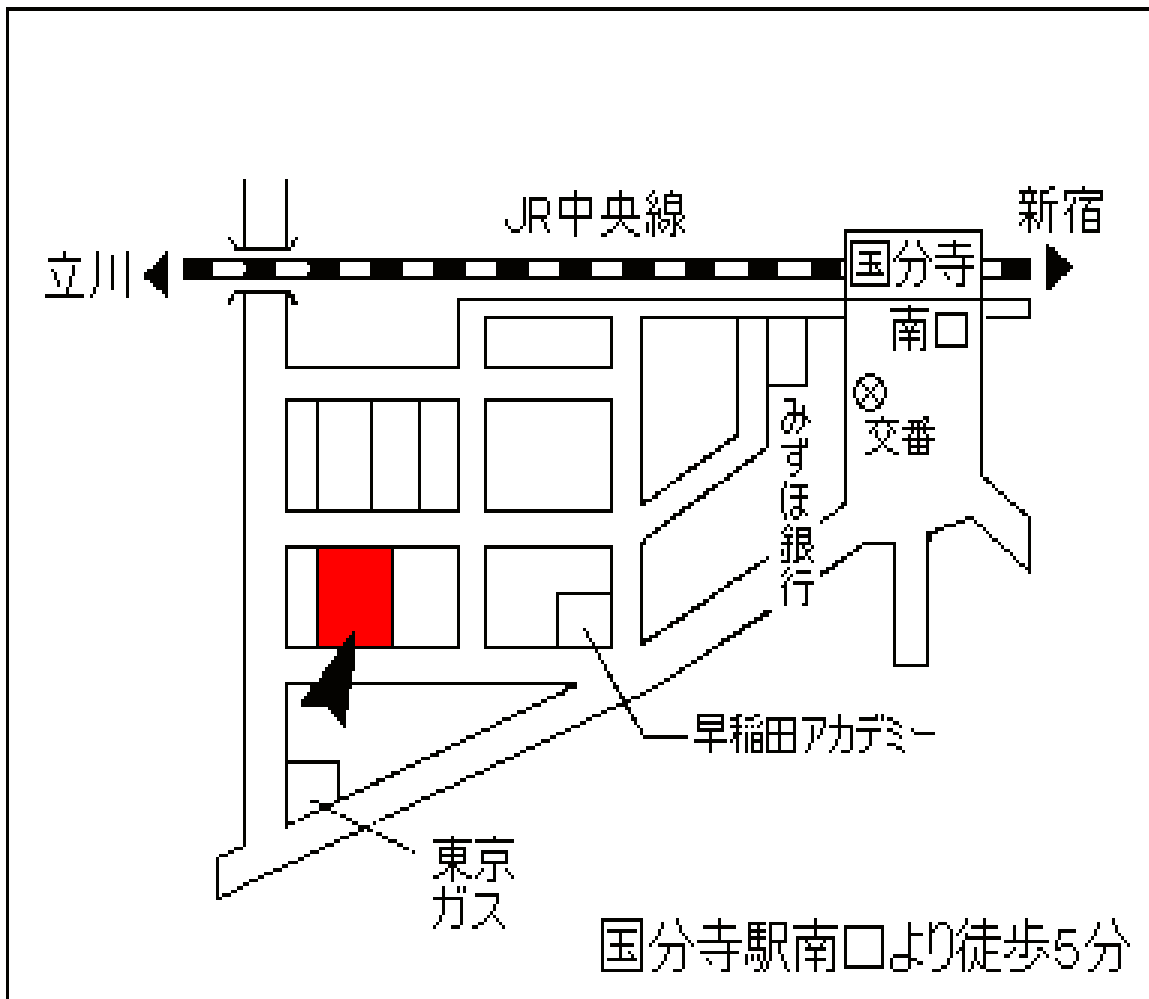 JR中央線
新宿
立川
国分寺
南口
交番
みずほ銀行
早稲田アカデミー
東京
ガス
国分寺駅南口より徒歩5分